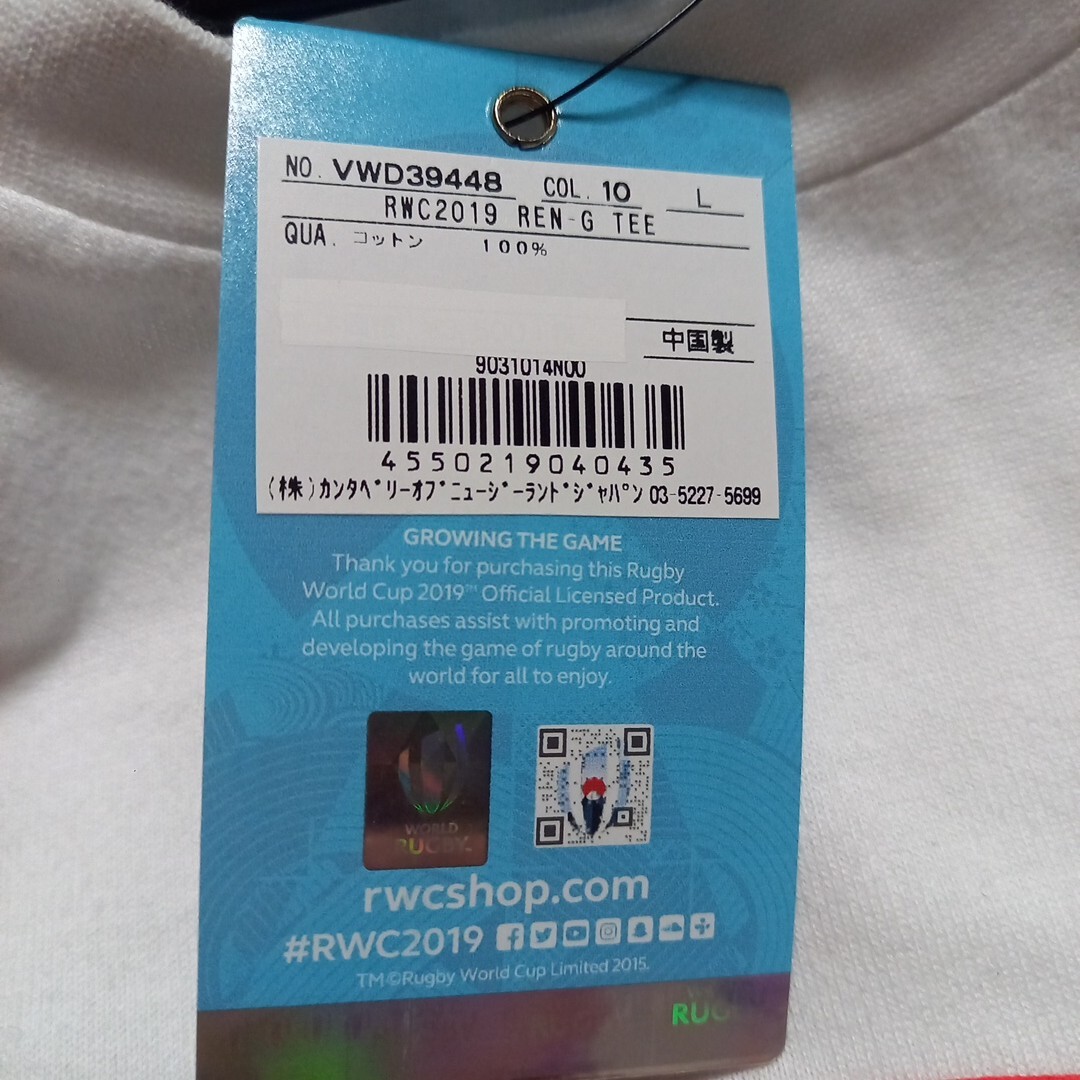 NO. VWD39448 COL. 10 L
RWC2019 REN-G TEE
QUA. コットン 100%
中国製
9031014N00
4550219040435
(株)カンタベリーオブニュージーランドジャパン 03-5227-5699
GROWING THE GAME
Thank you for purchasing this Rugby
World Cup 2019™ Official Licensed Product.
All purchases assist with promoting and
developing the game of rugby around the
world for all to enjoy.
WORLD
RUGBY
rwcshop.com
#RWC2019
TM©Rugby World Cup Limited 2015.